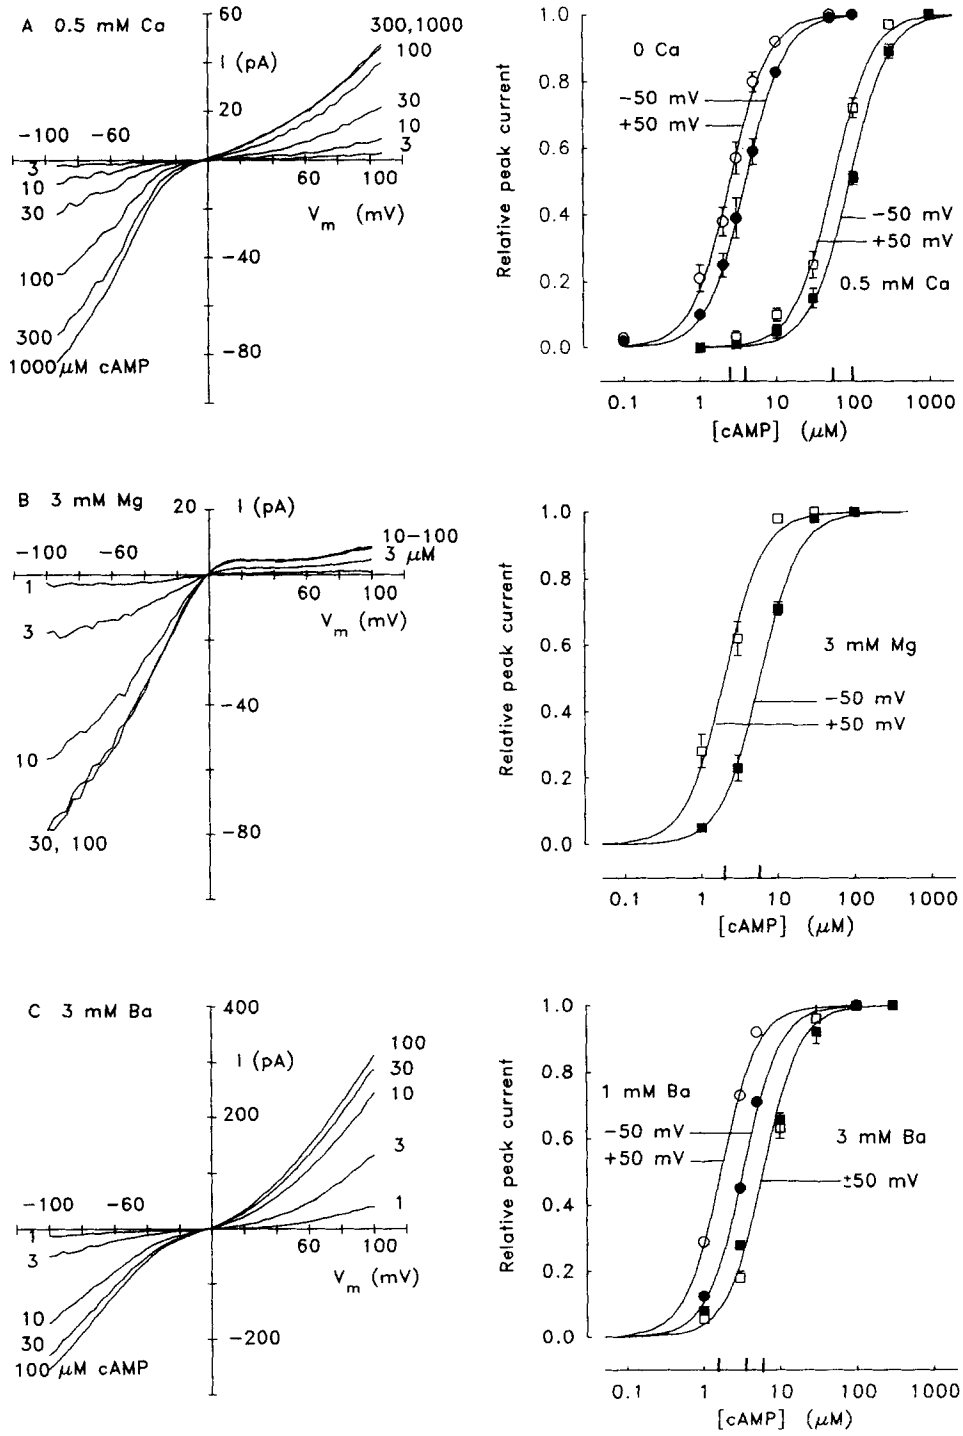 A 0.5 mM Ca
60
I (pA)
20
-40
-80
-100 -60
60 100
Vm (mV)
300,1000
100
30
10
3
3
10
30
100
300
1000 μM cAMP
Relative peak current
1.0
0.8
0.6
0.4
0.2
0.0
0 Ca
-50 mV
+50 mV
-50 mV
+50 mV
0.5 mM Ca
0.1 1 10 100 1000
[cAMP] (μM)
B 3 mM Mg
20 I (pA)
-40
-80
-100 -60
60 100
Vm (mV)
10-100
3 μM
1
3
10
30, 100
Relative peak current
1.0
0.8
0.6
0.4
0.2
0.0
3 mM Mg
-50 mV
+50 mV
0.1 1 10 100 1000
[cAMP] (μM)
C 3 mM Ba
400
I (pA)
200
-200
-100 -60
60 100
Vm (mV)
100
30
10
3
1
1
3
10
30
100 μM cAMP
Relative peak current
1.0
0.8
0.6
0.4
0.2
0.0
1 mM Ba
-50 mV
+50 mV
3 mM Ba
±50 mV
0.1 1 10 100 1000
[cAMP] (μM)